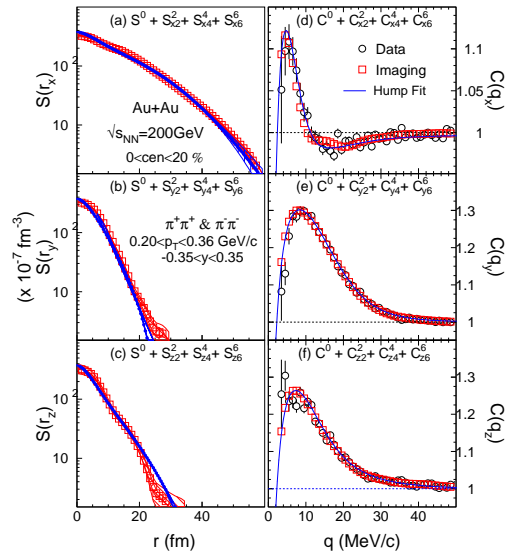 (a) S⁰ + S²ₓ₂ + S⁴ₓ₄ + S⁶ₓ₆
S(rₓ)
10²
10
Au+Au
√sNN=200GeV
0<cen<20 %
(b) S⁰ + S²y2 + S⁴y4 + S⁶y6
(x 10⁻⁷ fm⁻³)
S(ry)
10²
10
π⁺π⁺ & π⁻π⁻
0.20<pT<0.36 GeV/c
-0.35<y<0.35
(c) S⁰ + S²z2 + S⁴z4 + S⁶z6
S(rz)
10²
10
0 20 40
r (fm)
(d) C⁰ + C²ₓ₂ + C⁴ₓ₄ + C⁶ₓ₆
Data
Imaging
Hump Fit
1.1
1.05
1
C(qₓ)
(e) C⁰ + C²y2 + C⁴y4 + C⁶y6
1.3
1.2
1.1
1
C(qy)
(f) C⁰ + C²z2 + C⁴z4 + C⁶z6
1.3
1.2
1.1
1
C(qz)
0 20 40
q (MeV/c)